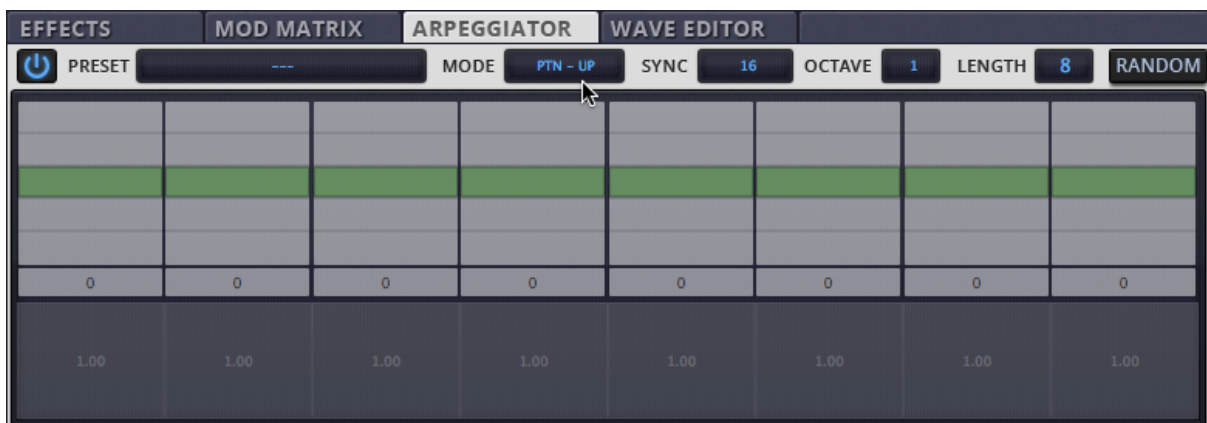 EFFECTS MOD MATRIX ARPEGGIATOR WAVE EDITOR
PRESET --- MODE PTN - UP SYNC 16 OCTAVE 1 LENGTH 8 RANDOM
0 0 0 0 0 0 0 0
1.00 1.00 1.00 1.00 1.00 1.00 1.00 1.00